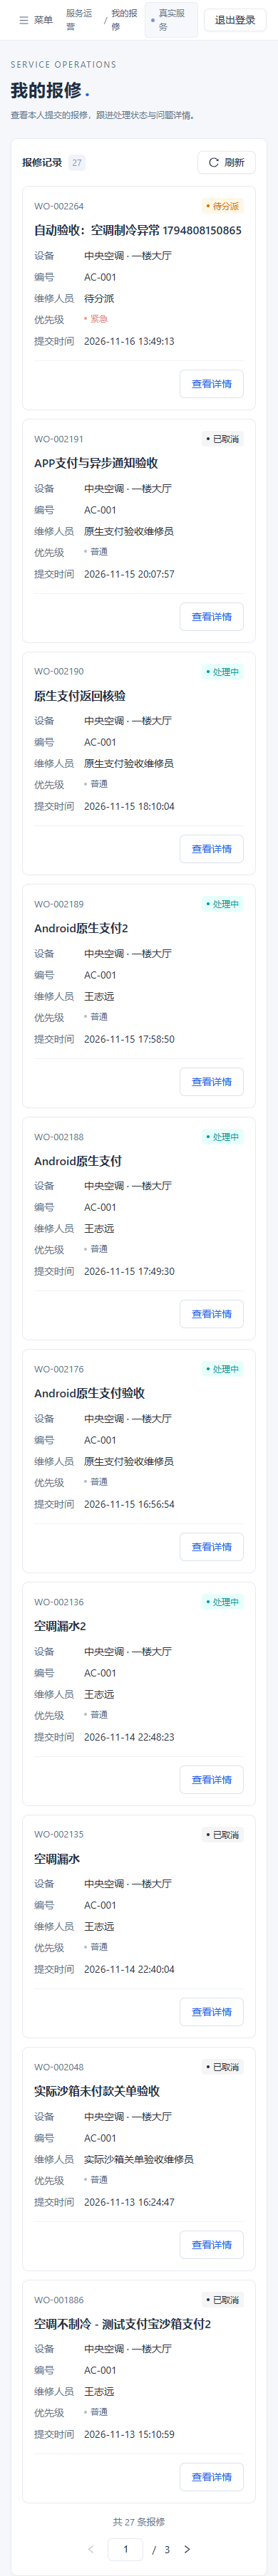 菜单
服务运营
/
我的报修
真实服务
退出登录
SERVICE OPERATIONS
我的报修.
查看本人提交的报修，跟进处理状态与问题详情。
报修记录 27
刷新
WO-002264
待分派
自动验收：空调制冷异常 1794808150865
设备 中央空调 · 一楼大厅
编号 AC-001
维修人员 待分派
优先级 紧急
提交时间 2026-11-16 13:49:13
查看详情
WO-002191
已取消
APP支付与异步通知验收
设备 中央空调 · 一楼大厅
编号 AC-001
维修人员 原生支付验收维修员
优先级 普通
提交时间 2026-11-15 20:07:57
查看详情
WO-002190
处理中
原生支付返回核验
设备 中央空调 · 一楼大厅
编号 AC-001
维修人员 原生支付验收维修员
优先级 普通
提交时间 2026-11-15 18:10:04
查看详情
WO-002189
处理中
Android原生支付2
设备 中央空调 · 一楼大厅
编号 AC-001
维修人员 王志远
优先级 普通
提交时间 2026-11-15 17:58:50
查看详情
WO-002188
处理中
Android原生支付
设备 中央空调 · 一楼大厅
编号 AC-001
维修人员 王志远
优先级 普通
提交时间 2026-11-15 17:49:30
查看详情
WO-002176
处理中
Android原生支付验收
设备 中央空调 · 一楼大厅
编号 AC-001
维修人员 原生支付验收维修员
优先级 普通
提交时间 2026-11-15 16:56:54
查看详情
WO-002136
处理中
空调漏水2
设备 中央空调 · 一楼大厅
编号 AC-001
维修人员 王志远
优先级 普通
提交时间 2026-11-14 22:48:23
查看详情
WO-002135
已取消
空调漏水
设备 中央空调 · 一楼大厅
编号 AC-001
维修人员 王志远
优先级 普通
提交时间 2026-11-14 22:40:04
查看详情
WO-002048
已取消
实际沙箱未付款关单验收
设备 中央空调 · 一楼大厅
编号 AC-001
维修人员 实际沙箱关单验收维修员
优先级 普通
提交时间 2026-11-13 16:24:47
查看详情
WO-001886
已取消
空调不制冷 - 测试支付宝沙箱支付2
设备 中央空调 · 一楼大厅
编号 AC-001
维修人员 王志远
优先级 普通
提交时间 2026-11-13 15:10:59
查看详情
共 27 条报修
1 / 3